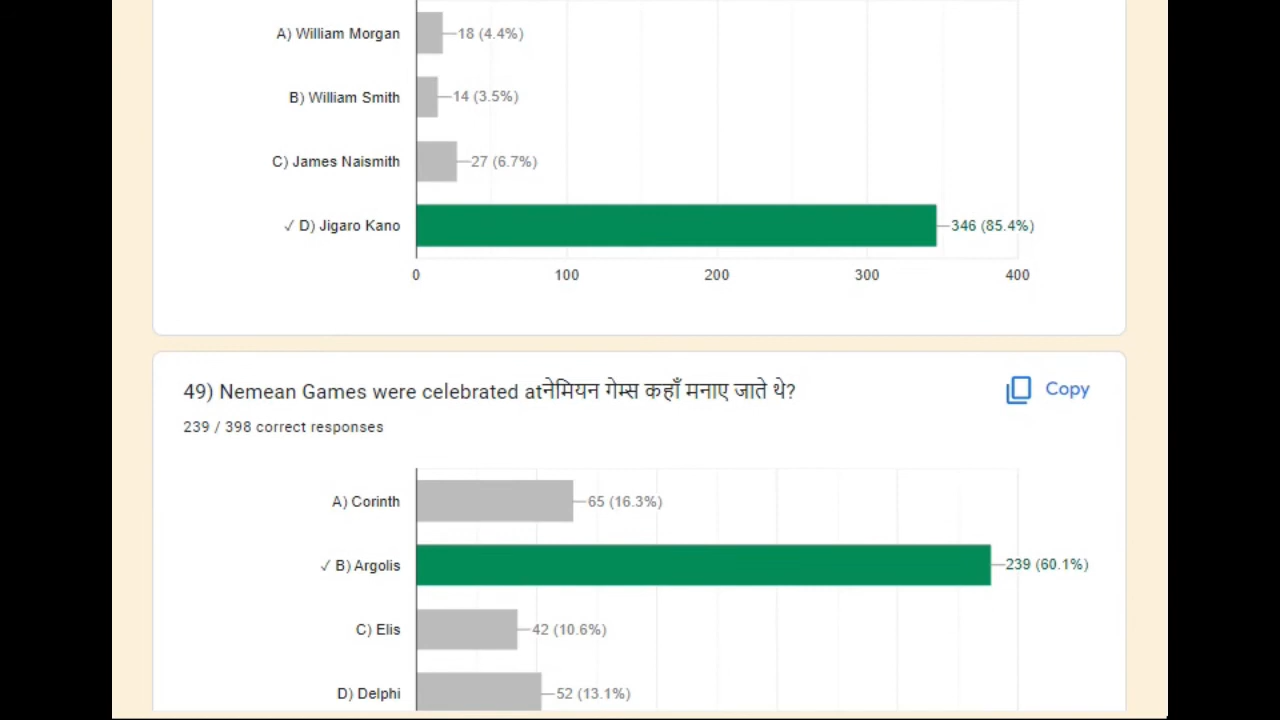 A) William Morgan 18 (4.4%)
B) William Smith 14 (3.5%)
C) James Naismith 27 (6.7%)
✓ D) Jigaro Kano 346 (85.4%)
0 100 200 300 400
49) Nemean Games were celebrated atनेमियन गेम्स कहाँ मनाए जाते थे?
Copy
239 / 398 correct responses
A) Corinth 65 (16.3%)
✓ B) Argolis 239 (60.1%)
C) Elis 42 (10.6%)
D) Delphi 52 (13.1%)